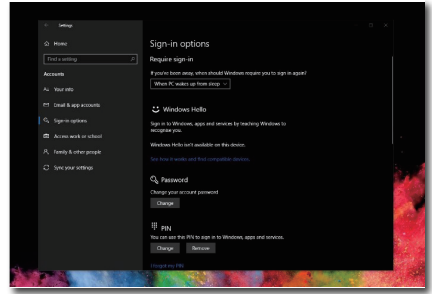 Settings
Home
Find a setting
Accounts
Your info
Email & app accounts
Sign-in options
Access work or school
Family & other people
Sync your settings
Sign-in options
Require sign-in
If you've been away, when should Windows require you to sign in again?
When PC wakes up from sleep
Windows Hello
Sign in to Windows, apps and services by teaching Windows to
recognise you.
Windows Hello isn't available on this device.
See how it works and find compatible devices.
Password
Change your account password
Change
PIN
You can use this PIN to sign in to Windows, apps and services.
Change
Remove
I forgot my PIN